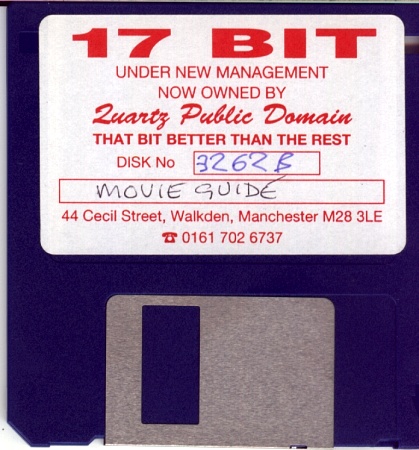 17 BIT
UNDER NEW MANAGEMENT
NOW OWNED BY
Quartz Public Domain
THAT BIT BETTER THAN THE REST
DISK No 3262B
MOVIE GUIDE
44 Cecil Street, Walkden, Manchester M28 3LE
☎ 0161 702 6737